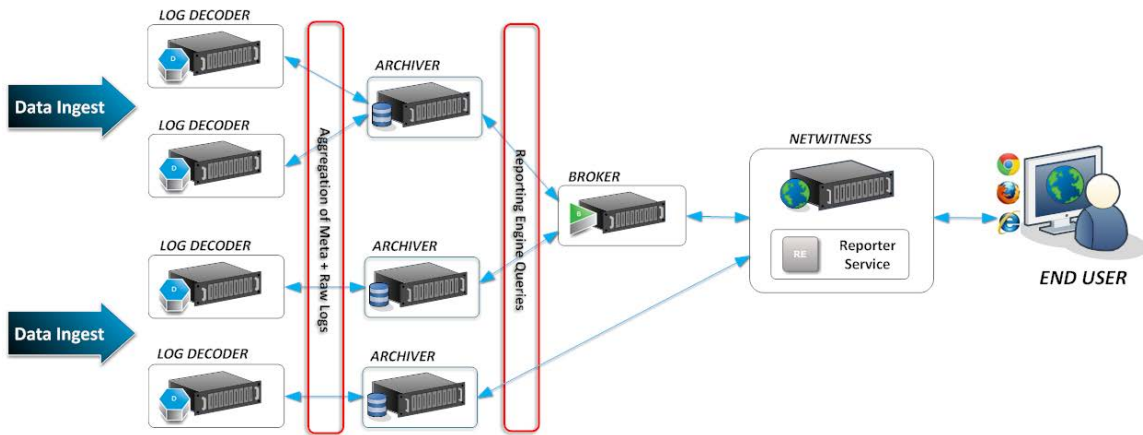 LOG DECODER
D
Data Ingest
LOG DECODER
D
ARCHIVER
Aggregation of Meta + Raw Logs
Reporting Engine Queries
BROKER
B
NETWITNESS
RE
Reporter
Service
END USER
LOG DECODER
D
ARCHIVER
Data Ingest
LOG DECODER
D
ARCHIVER